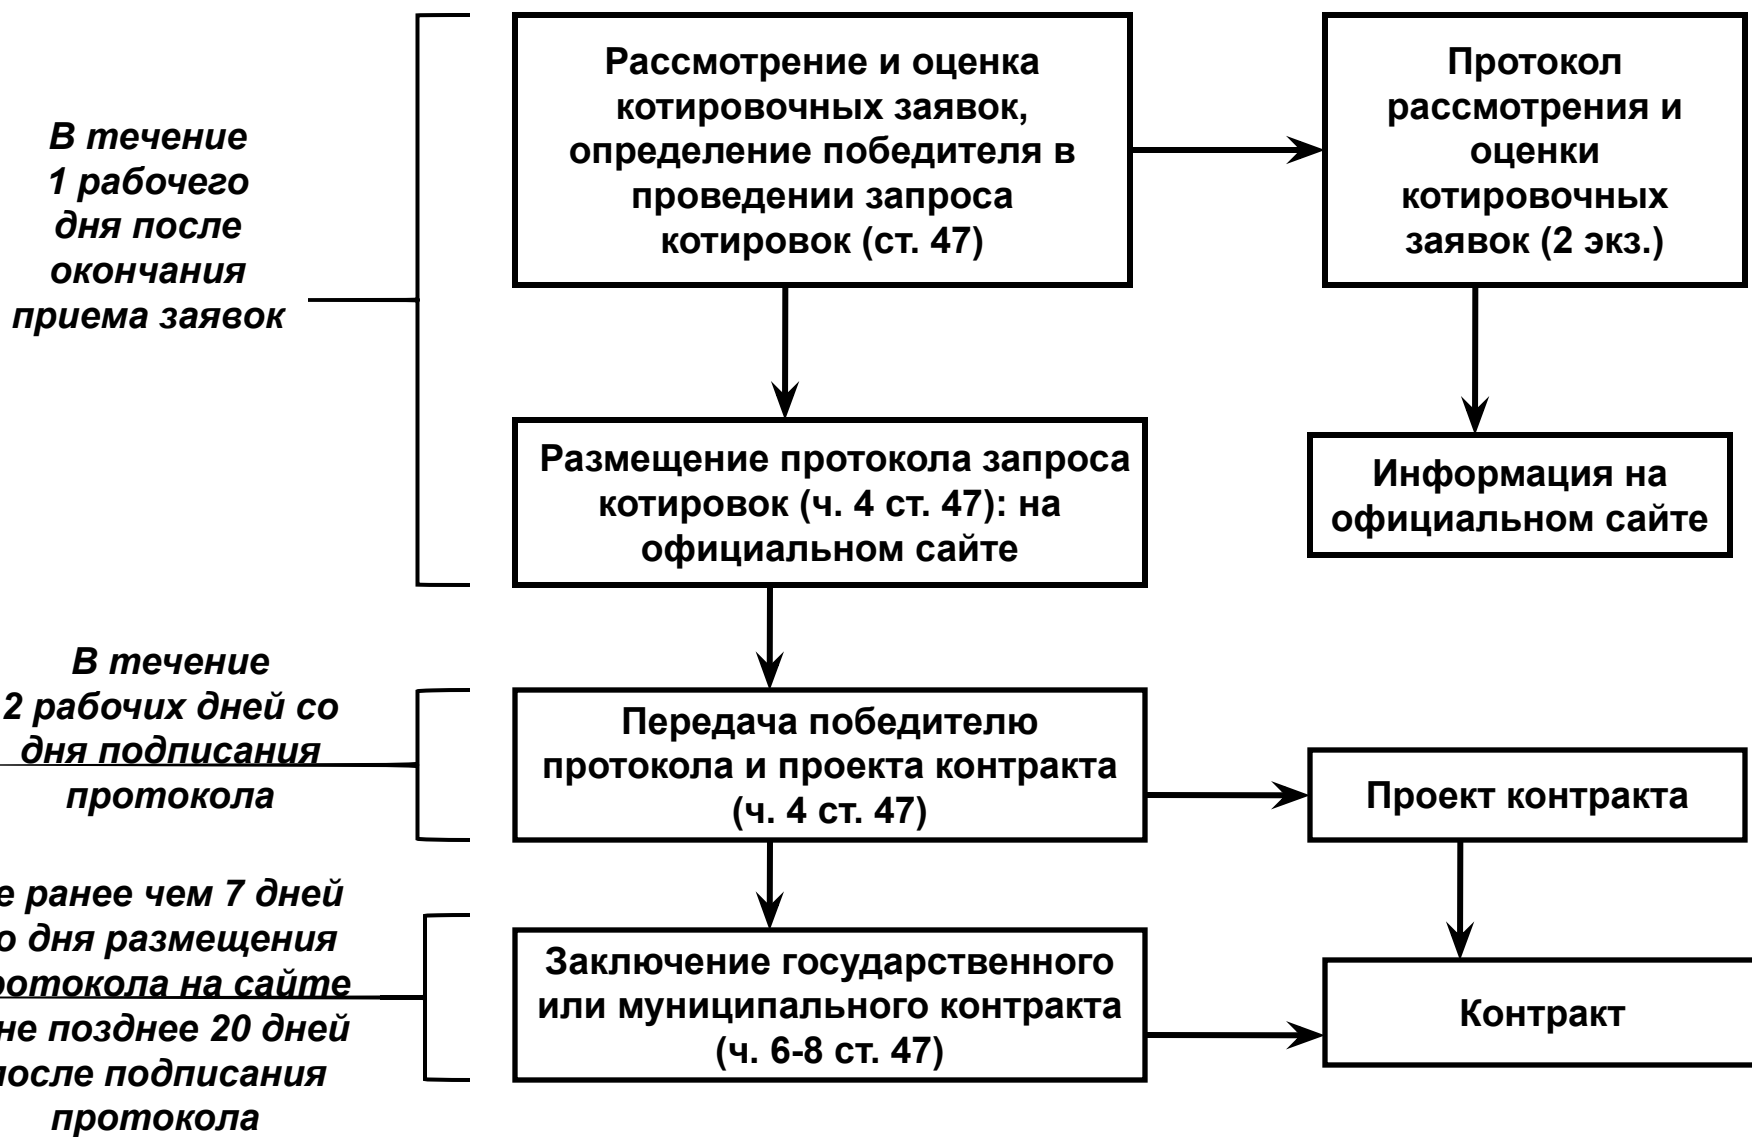 В течение
1 рабочего
дня после
окончания
приема заявок
Рассмотрение и оценка
котировочных заявок,
определение победителя в
проведении запроса
котировок (ст. 47)
Протокол
рассмотрения и
оценки
котировочных
заявок (2 экз.)
Размещение протокола запроса
котировок (ч. 4 ст. 47): на
официальном сайте
Информация на
официальном сайте
В течение
2 рабочих дней со
дня подписания
протокола
Передача победителю
протокола и проекта контракта
(ч. 4 ст. 47)
Проект контракта
е ранее чем 7 дней
о дня размещения
ротокола на сайте
не позднее 20 дней
после подписания
протокола
Заключение государственного
или муниципального контракта
(ч. 6-8 ст. 47)
Контракт